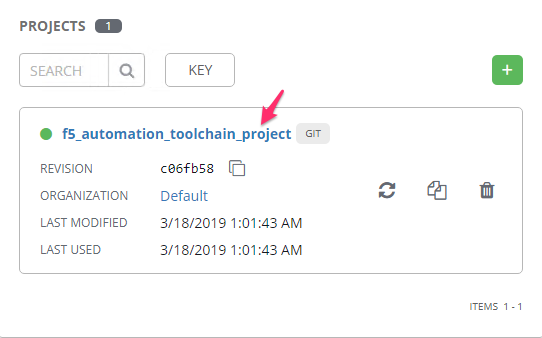 PROJECTS 1
SEARCH KEY +
f5_automation_toolchain_project GIT
REVISION c06fb58
ORGANIZATION Default
LAST MODIFIED 3/18/2019 1:01:43 AM
LAST USED 3/18/2019 1:01:43 AM
ITEMS 1 - 1